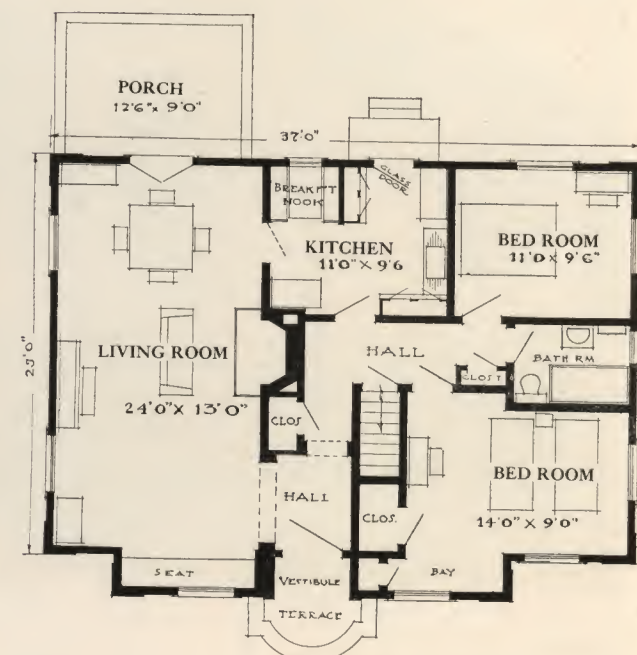 PORCH
12'6" x 9'0"
37'0"
BREAKF'T
NOOK
GLASS
DOOR
KITCHEN
11'0" X 9'6
BED ROOM
11'0 x 9'6"
25'0"
LIVING ROOM
24'0" X 13'0"
HALL
BATH RM
CLOS'T
CLOS
HALL
BED ROOM
14'0" X 9'0"
CLOS.
SEAT
VESTIBULE
BAY
TERRACE